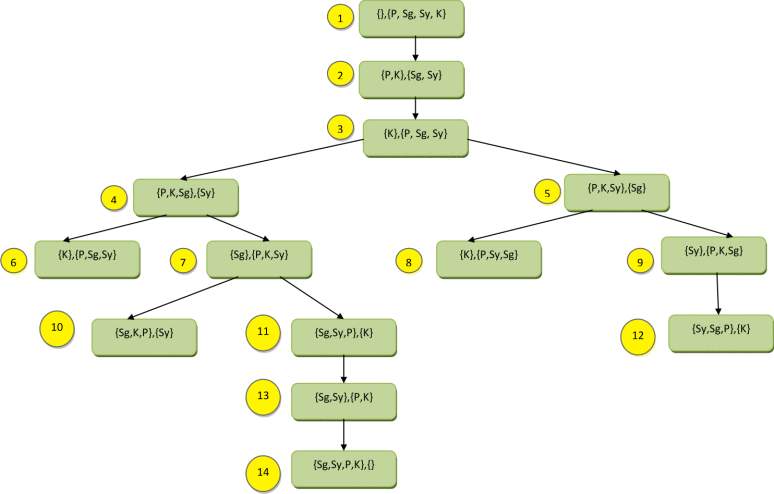 1
{},{P, Sg, Sy, K}
2
{P,K},{Sg, Sy}
3
{K},{P, Sg, Sy}
4
{P,K,Sg},{Sy}
5
{P,K,Sy},{Sg}
6
{K},{P,Sg,Sy}
7
{Sg},{P,K,Sy}
8
{K},{P,Sy,Sg}
9
{Sy},{P,K,Sg}
10
{Sg,K,P},{Sy}
11
{Sg,Sy,P},{K}
12
{Sy,Sg,P},{K}
13
{Sg,Sy},{P,K}
14
{Sg,Sy,P,K},{}